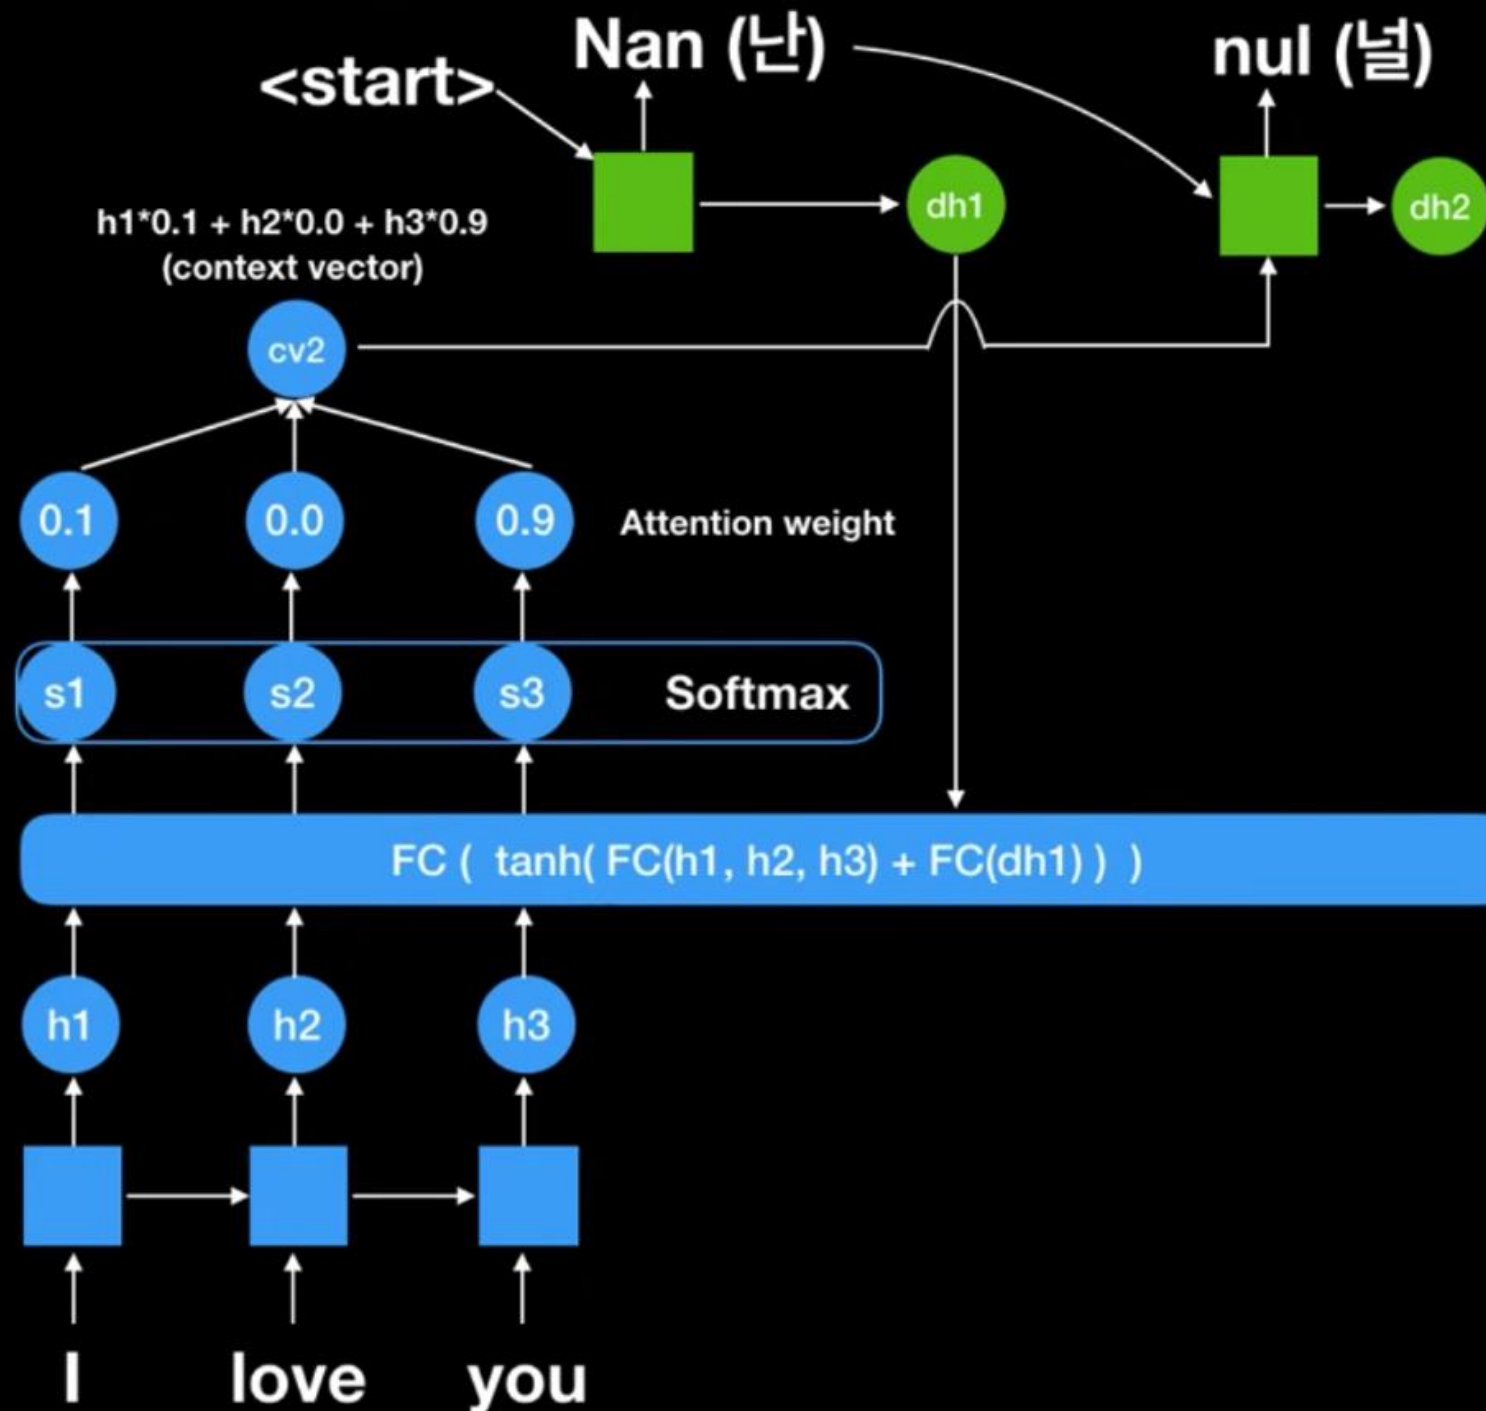 <start>
Nan (난)
nul (널)
dh1
dh2
h1*0.1 + h2*0.0 + h3*0.9
(context vector)
cv2
0.1 0.0 0.9 Attention weight
s1 s2 s3 Softmax
FC ( tanh( FC(h1, h2, h3) + FC(dh1) ) )
h1 h2 h3
I love you